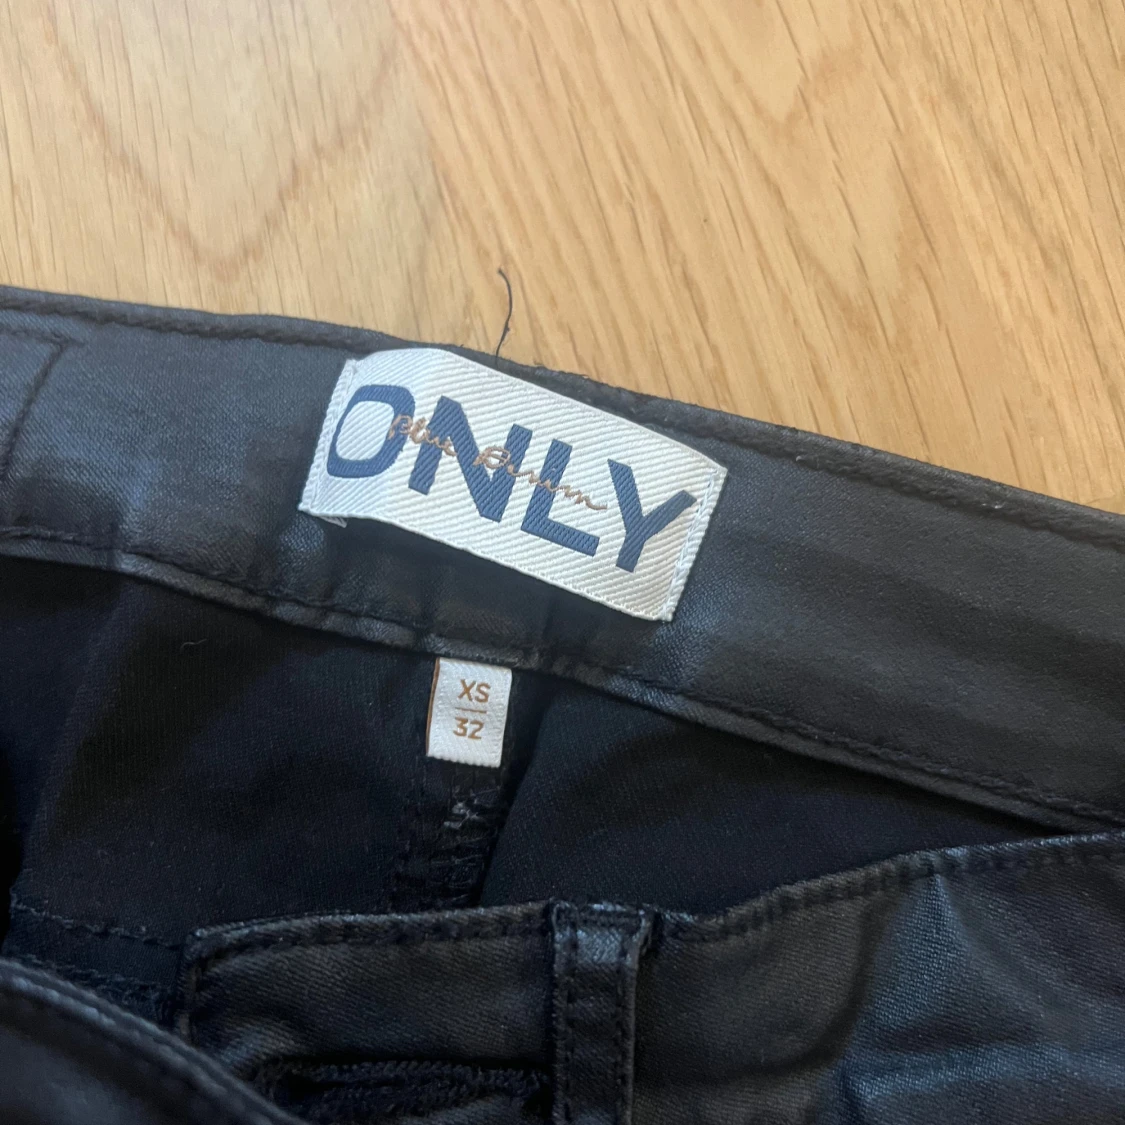 ONLY
Blue Denim
XS
32